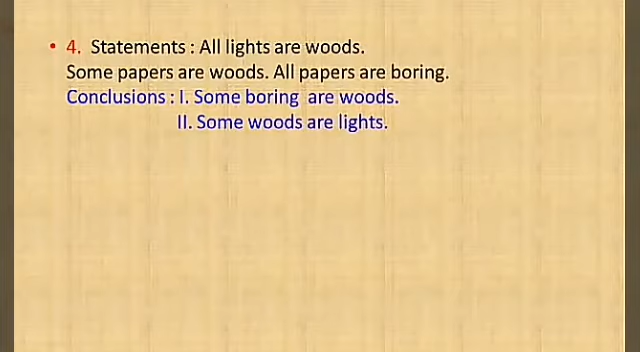 • 4. Statements : All lights are woods.
Some papers are woods. All papers are boring.
Conclusions : I. Some boring are woods.
II. Some woods are lights.